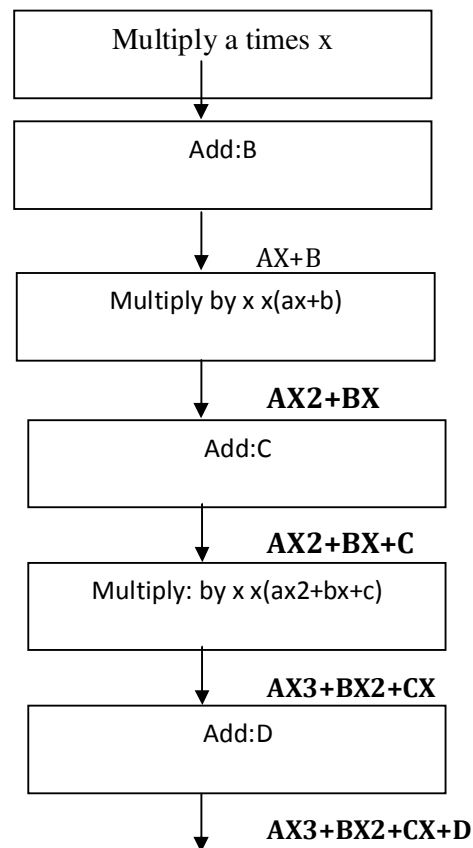 Multiply a times x
Add:B
AX+B
Multiply by x x(ax+b)
AX2+BX
Add:C
AX2+BX+C
Multiply: by x x(ax2+bx+c)
AX3+BX2+CX
Add:D
AX3+BX2+CX+D